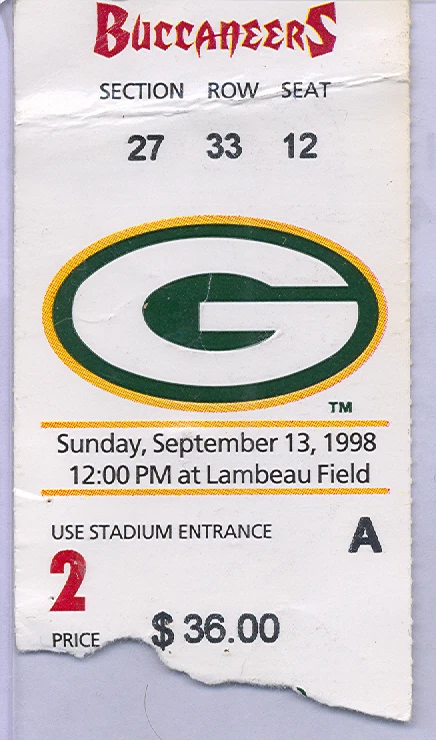 BUCCANEERS
SECTION ROW SEAT
27 33 12
G
TM
Sunday, September 13, 1998
12:00 PM at Lambeau Field
USE STADIUM ENTRANCE A
2
PRICE $ 36.00